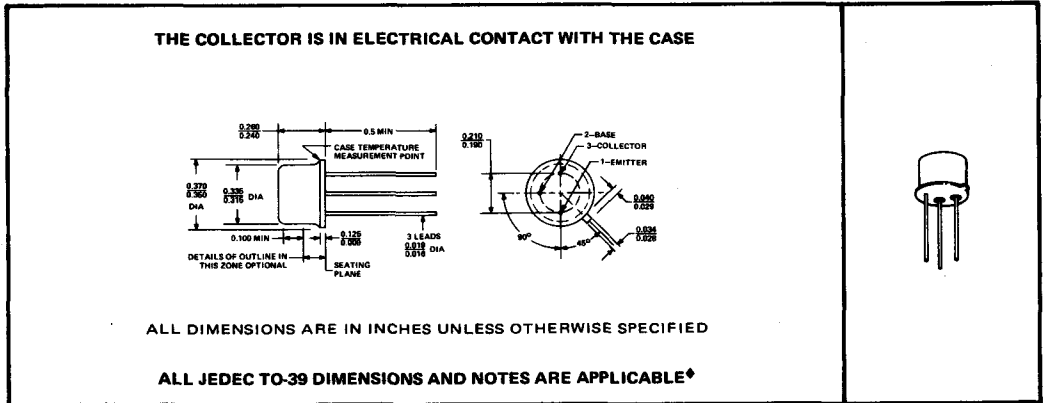 THE COLLECTOR IS IN ELECTRICAL CONTACT WITH THE CASE
0.260
0.240
0.5 MIN
CASE TEMPERATURE
MEASUREMENT POINT
0.370
0.350
DIA
0.335
0.315
DIA
0.100 MIN
0.125
0.000
3 LEADS
0.019
0.016
DIA
DETAILS OF OUTLINE IN
THIS ZONE OPTIONAL
SEATING
PLANE
0.210
0.190
2–BASE
3–COLLECTOR
1–EMITTER
0.040
0.029
0.034
0.028
90°
45°
ALL DIMENSIONS ARE IN INCHES UNLESS OTHERWISE SPECIFIED
ALL JEDEC TO-39 DIMENSIONS AND NOTES ARE APPLICABLE♦